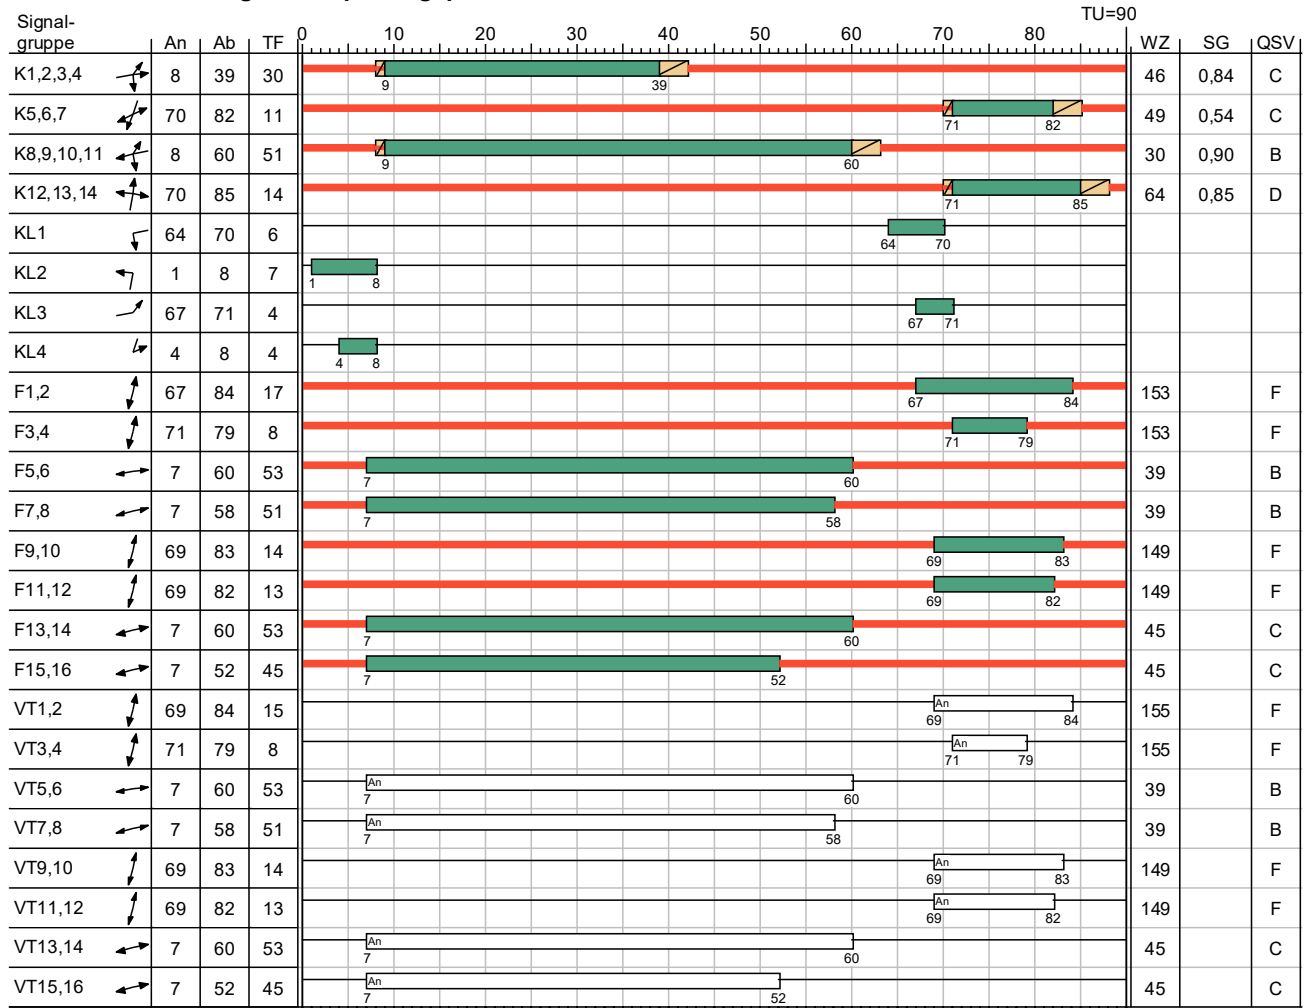 TU=90
Signal-
gruppe An Ab TF 0 10 20 30 40 50 60 70 80 WZ SG QSV
K1,2,3,4 8 39 30 9 39 46 0,84 C
K5,6,7 70 82 11 71 82 49 0,54 C
K8,9,10,11 8 60 51 9 60 30 0,90 B
K12,13,14 70 85 14 71 85 64 0,85 D
KL1 64 70 6 64 70
KL2 1 8 7 1 8
KL3 67 71 4 67 71
KL4 4 8 4 4 8
F1,2 67 84 17 67 84 153 F
F3,4 71 79 8 71 79 153 F
F5,6 7 60 53 7 60 39 B
F7,8 7 58 51 7 58 39 B
F9,10 69 83 14 69 83 149 F
F11,12 69 82 13 69 82 149 F
F13,14 7 60 53 7 60 45 C
F15,16 7 52 45 7 52 45 C
VT1,2 69 84 15 An 69 84 155 F
VT3,4 71 79 8 An 71 79 155 F
VT5,6 7 60 53 An 7 60 39 B
VT7,8 7 58 51 An 7 58 39 B
VT9,10 69 83 14 An 69 83 149 F
VT11,12 69 82 13 An 69 82 149 F
VT13,14 7 60 53 An 7 60 45 C
VT15,16 7 52 45 An 7 52 45 C